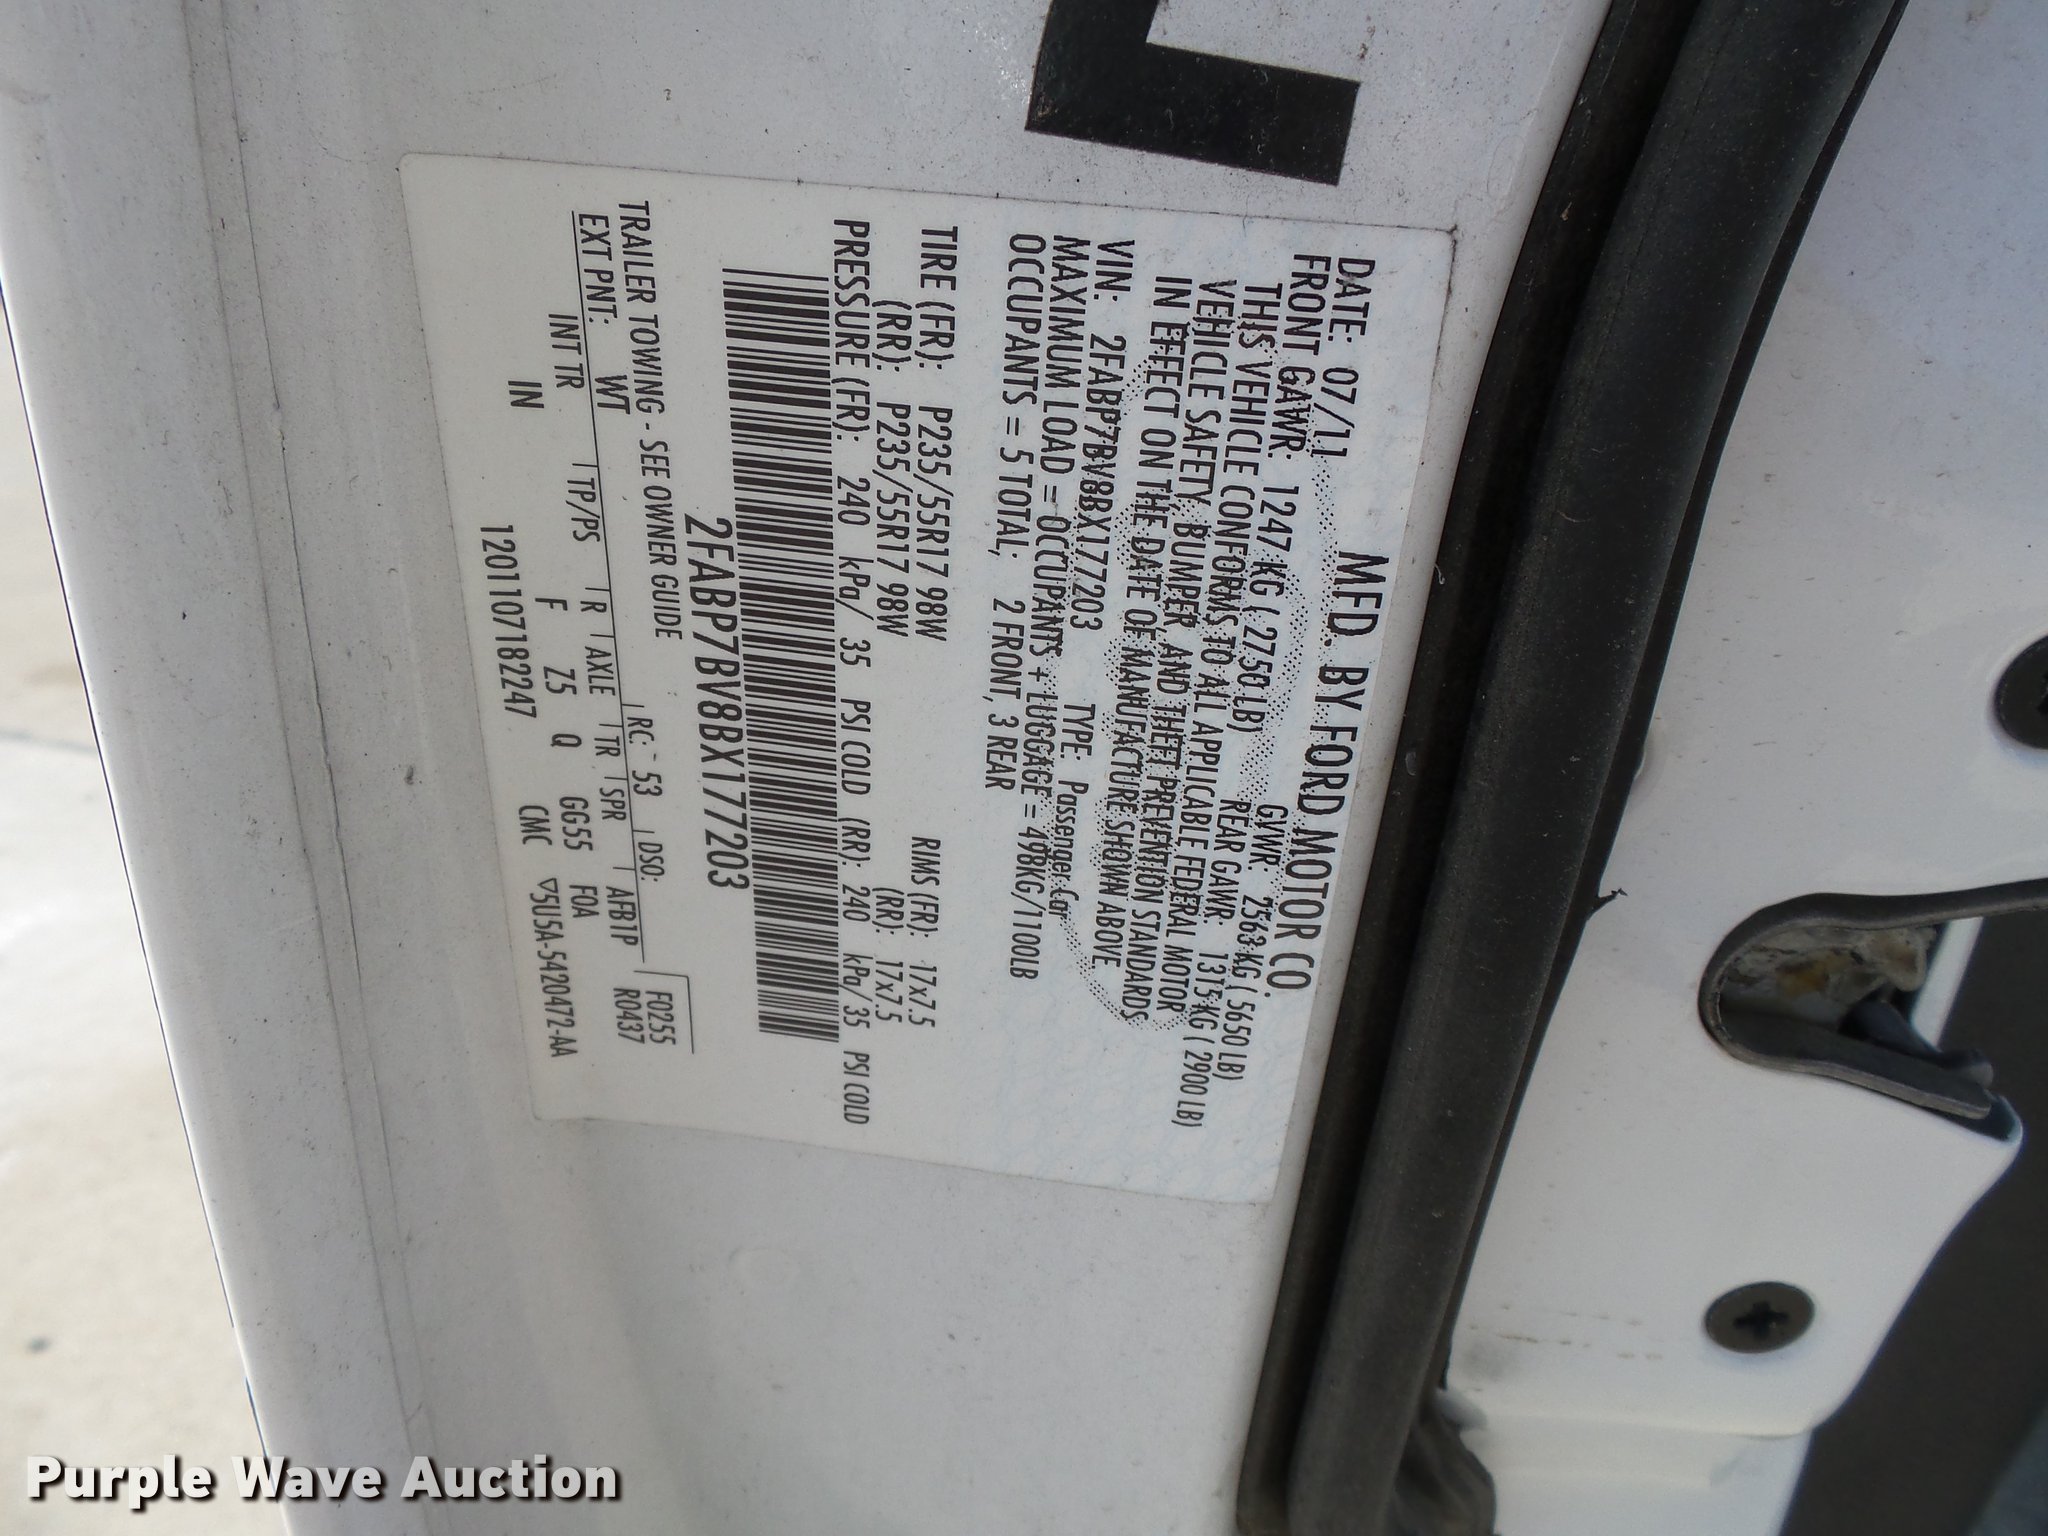 MFD. BY FORD MOTOR CO.
DATE: 07/11 GVWR: 2563 KG ( 5650 LB)
FRONT GAWR: 1247 KG ( 2750 LB) REAR GAWR: 1315 KG ( 2900 LB)
THIS VEHICLE CONFORMS TO ALL APPLICABLE FEDERAL MOTOR
VEHICLE SAFETY, BUMPER, AND THEFT PREVENTION STANDARDS
IN EFFECT ON THE DATE OF MANUFACTURE SHOWN ABOVE.
VIN: 2FABP7BV8BX177203 TYPE: Passenger Car
MAXIMUM LOAD = OCCUPANTS + LUGGAGE = 498KG/1100LB
OCCUPANTS = 5 TOTAL, 2 FRONT, 3 REAR
TIRE (FR): P235/55R17 98W RIMS (FR): 17x7.5
(RR): P235/55R17 98W (RR): 17x7.5
PRESSURE (FR): 240 kPa/ 35 PSI COLD (RR): 240 kPa/35 PSI COLD
2FABP7BV8BX177203
TRAILER TOWING - SEE OWNER GUIDE F0255
EXT PNT: WT RC: 53 DSO: R0437
INT TR TP/PS R AXLE TR SPR AFB1P
IN F Z5 Q GG55 FOA
12011071822​47 CMC ▽5U5A-5420472-AA
Purple Wave Auction